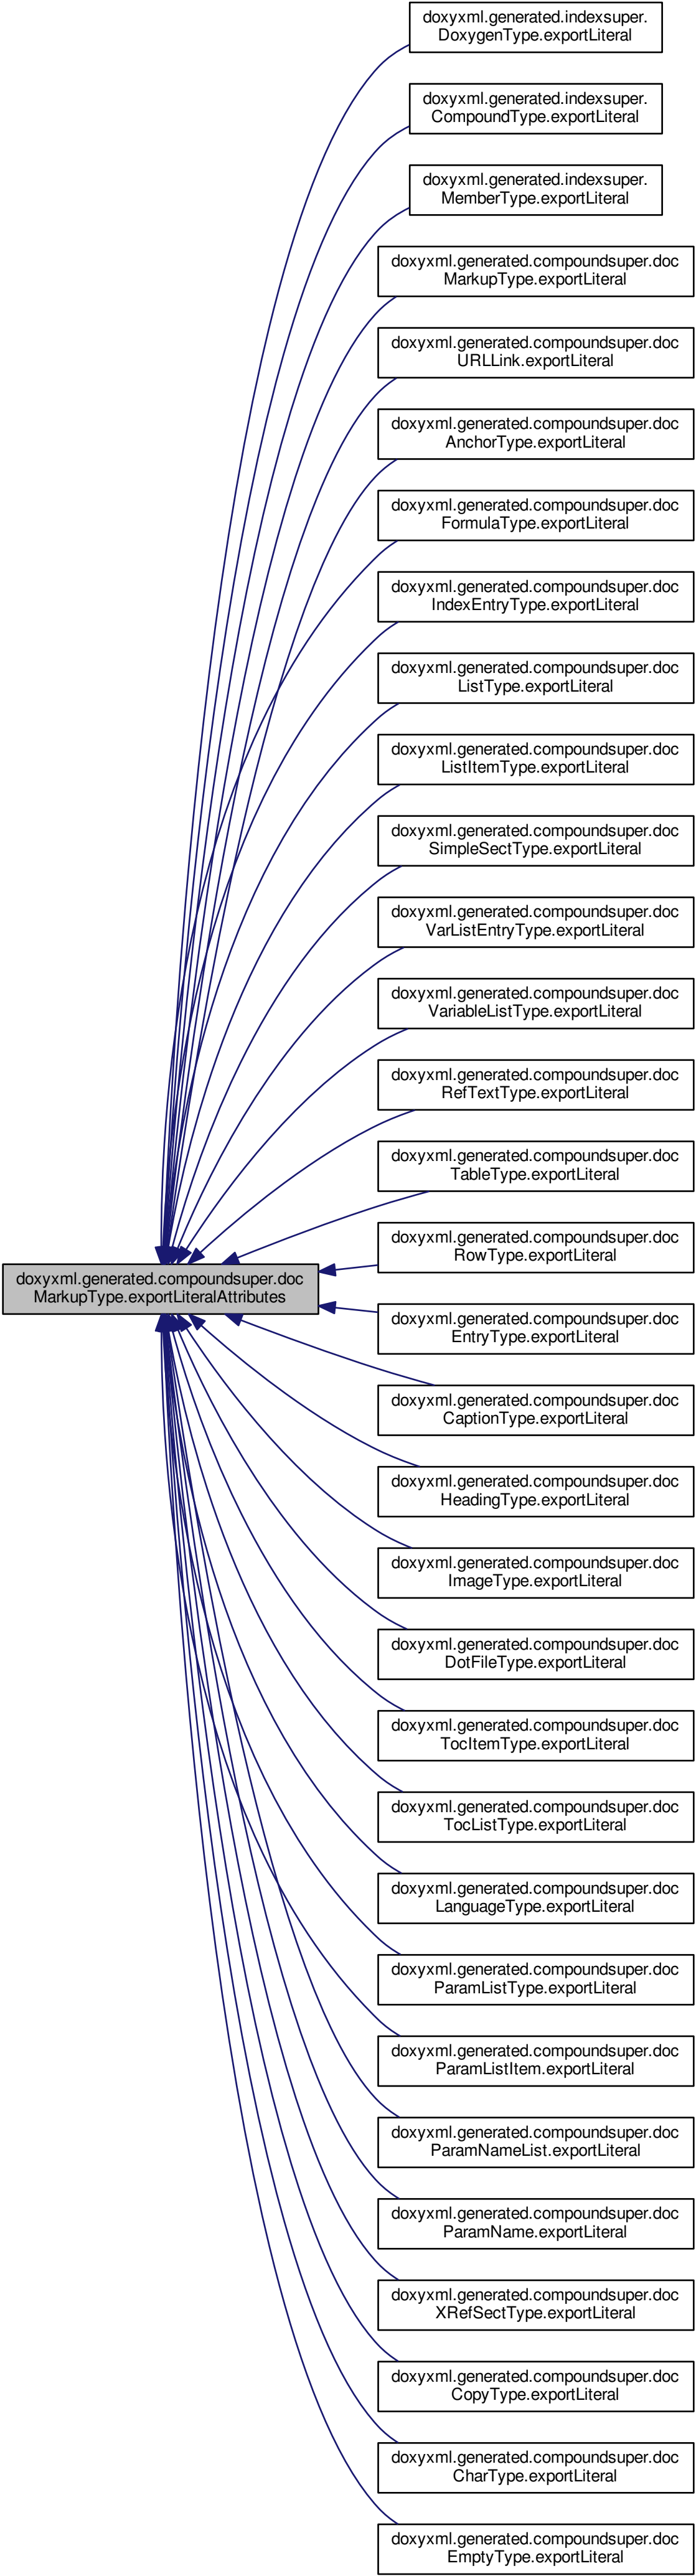 doxyxml.generated.indexsuper.
DoxygenType.exportLiteral
doxyxml.generated.indexsuper.
CompoundType.exportLiteral
doxyxml.generated.indexsuper.
MemberType.exportLiteral
doxyxml.generated.compoundsuper.doc
MarkupType.exportLiteral
doxyxml.generated.compoundsuper.doc
URLLink.exportLiteral
doxyxml.generated.compoundsuper.doc
AnchorType.exportLiteral
doxyxml.generated.compoundsuper.doc
FormulaType.exportLiteral
doxyxml.generated.compoundsuper.doc
IndexEntryType.exportLiteral
doxyxml.generated.compoundsuper.doc
ListType.exportLiteral
doxyxml.generated.compoundsuper.doc
ListItemType.exportLiteral
doxyxml.generated.compoundsuper.doc
SimpleSectType.exportLiteral
doxyxml.generated.compoundsuper.doc
VarListEntryType.exportLiteral
doxyxml.generated.compoundsuper.doc
VariableListType.exportLiteral
doxyxml.generated.compoundsuper.doc
RefTextType.exportLiteral
doxyxml.generated.compoundsuper.doc
TableType.exportLiteral
doxyxml.generated.compoundsuper.doc
RowType.exportLiteral
doxyxml.generated.compoundsuper.doc
MarkupType.exportLiteralAttributes
doxyxml.generated.compoundsuper.doc
EntryType.exportLiteral
doxyxml.generated.compoundsuper.doc
CaptionType.exportLiteral
doxyxml.generated.compoundsuper.doc
HeadingType.exportLiteral
doxyxml.generated.compoundsuper.doc
ImageType.exportLiteral
doxyxml.generated.compoundsuper.doc
DotFileType.exportLiteral
doxyxml.generated.compoundsuper.doc
TocItemType.exportLiteral
doxyxml.generated.compoundsuper.doc
TocListType.exportLiteral
doxyxml.generated.compoundsuper.doc
LanguageType.exportLiteral
doxyxml.generated.compoundsuper.doc
ParamListType.exportLiteral
doxyxml.generated.compoundsuper.doc
ParamListItem.exportLiteral
doxyxml.generated.compoundsuper.doc
ParamNameList.exportLiteral
doxyxml.generated.compoundsuper.doc
ParamName.exportLiteral
doxyxml.generated.compoundsuper.doc
XRefSectType.exportLiteral
doxyxml.generated.compoundsuper.doc
CopyType.exportLiteral
doxyxml.generated.compoundsuper.doc
CharType.exportLiteral
doxyxml.generated.compoundsuper.doc
EmptyType.exportLiteral